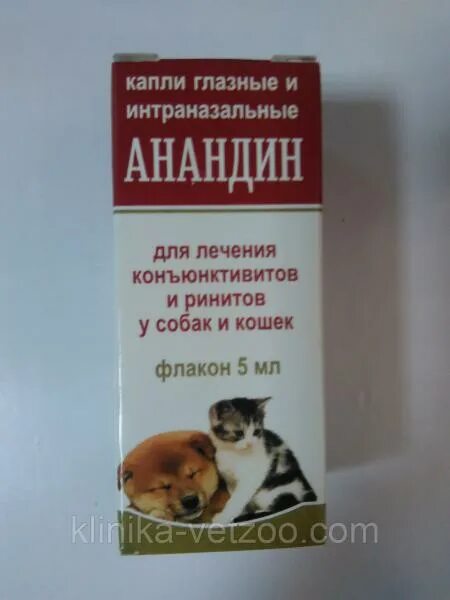 капли глазные и
интраназальные
АНАНДИН
для лечения
конъюнктивитов
и ринитов
у собак и кошек
флакон 5 мл
klinika-vetzoo.com